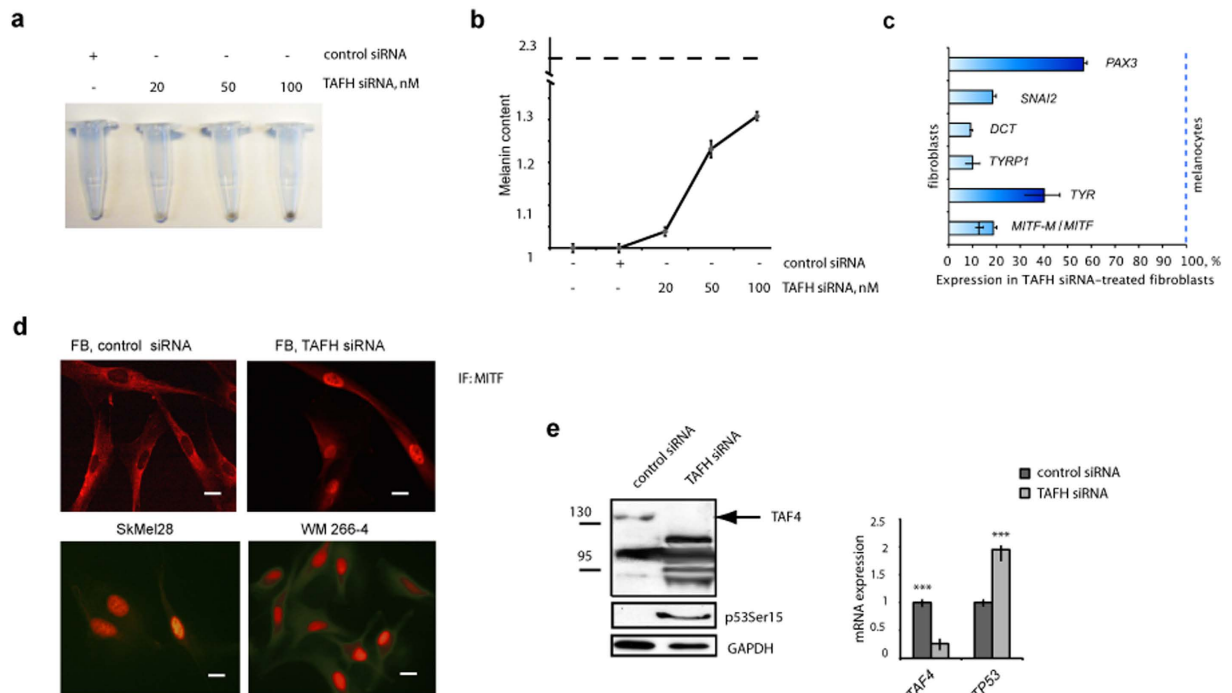 a
+ - - - control siRNA
- 20 50 100 TAFH siRNA, nM
b
2.3
1.3
1.2
1.1
1
Melanin content
- + - - - control siRNA
- - 20 50 100 TAFH siRNA, nM
c
PAX3
SNAI2
DCT
TYRP1
TYR
MITF-M / MITF
fibroblasts
melanocytes
0 10 20 30 40 50 60 70 80 90 100, %
Expression in TAFH siRNA-treated fibroblasts
d
FB, control siRNA
FB, TAFH siRNA
IF: MITF
SkMel28
WM 266-4
e
control siRNA
TAFH siRNA
130
95
TAF4
p53Ser15
GAPDH
control siRNA
TAFH siRNA
2.5
2
1.5
1
0.5
0
mRNA expression
***
***
TAF4
TP53